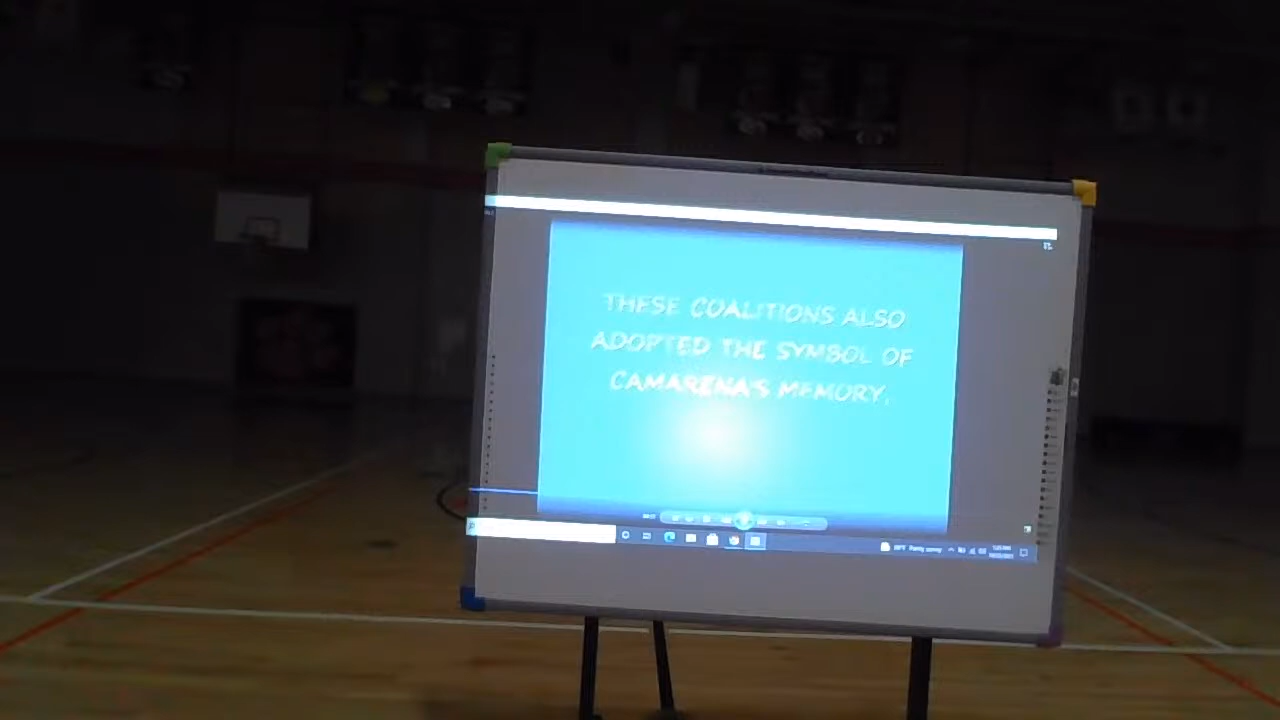 THESE COALITIONS ALSO
ADOPTED THE SYMBOL OF
CAMARENA'S MEMORY.